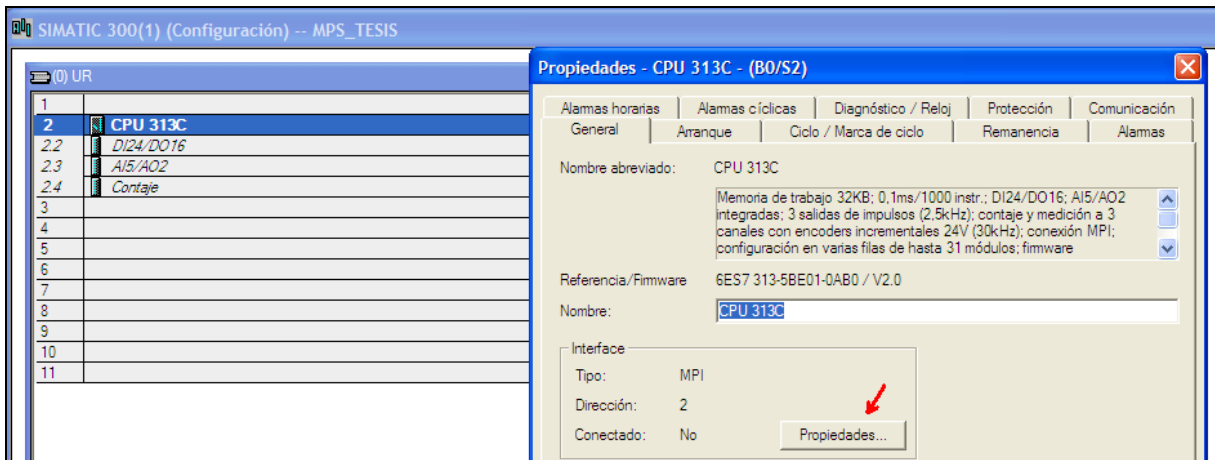 SIMATIC 300(1) (Configuración) -- MPS_TESIS
(0) UR
1
2 CPU 313C
2.2 DI24/DO16
2.3 AI5/AO2
2.4 Contaje
3
4
5
6
7
8
9
10
11
Propiedades - CPU 313C - (B0/S2)
Alarmas horarias Alarmas cíclicas Diagnóstico / Reloj Protección Comunicación
General Arranque Ciclo / Marca de ciclo Remanencia Alarmas
Nombre abreviado: CPU 313C
Memoria de trabajo 32KB; 0,1ms/1000 instr.; DI24/DO16; AI5/AO2
integradas; 3 salidas de impulsos (2,5kHz); contaje y medición a 3
canales con encoders incrementales 24V (30kHz); conexión MPI;
configuración en varias filas de hasta 31 módulos; firmware
Referencia/Firmware 6ES7 313-5BE01-0AB0 / V2.0
Nombre: CPU 313C
Interface
Tipo: MPI
Dirección: 2
Conectado: No Propiedades...